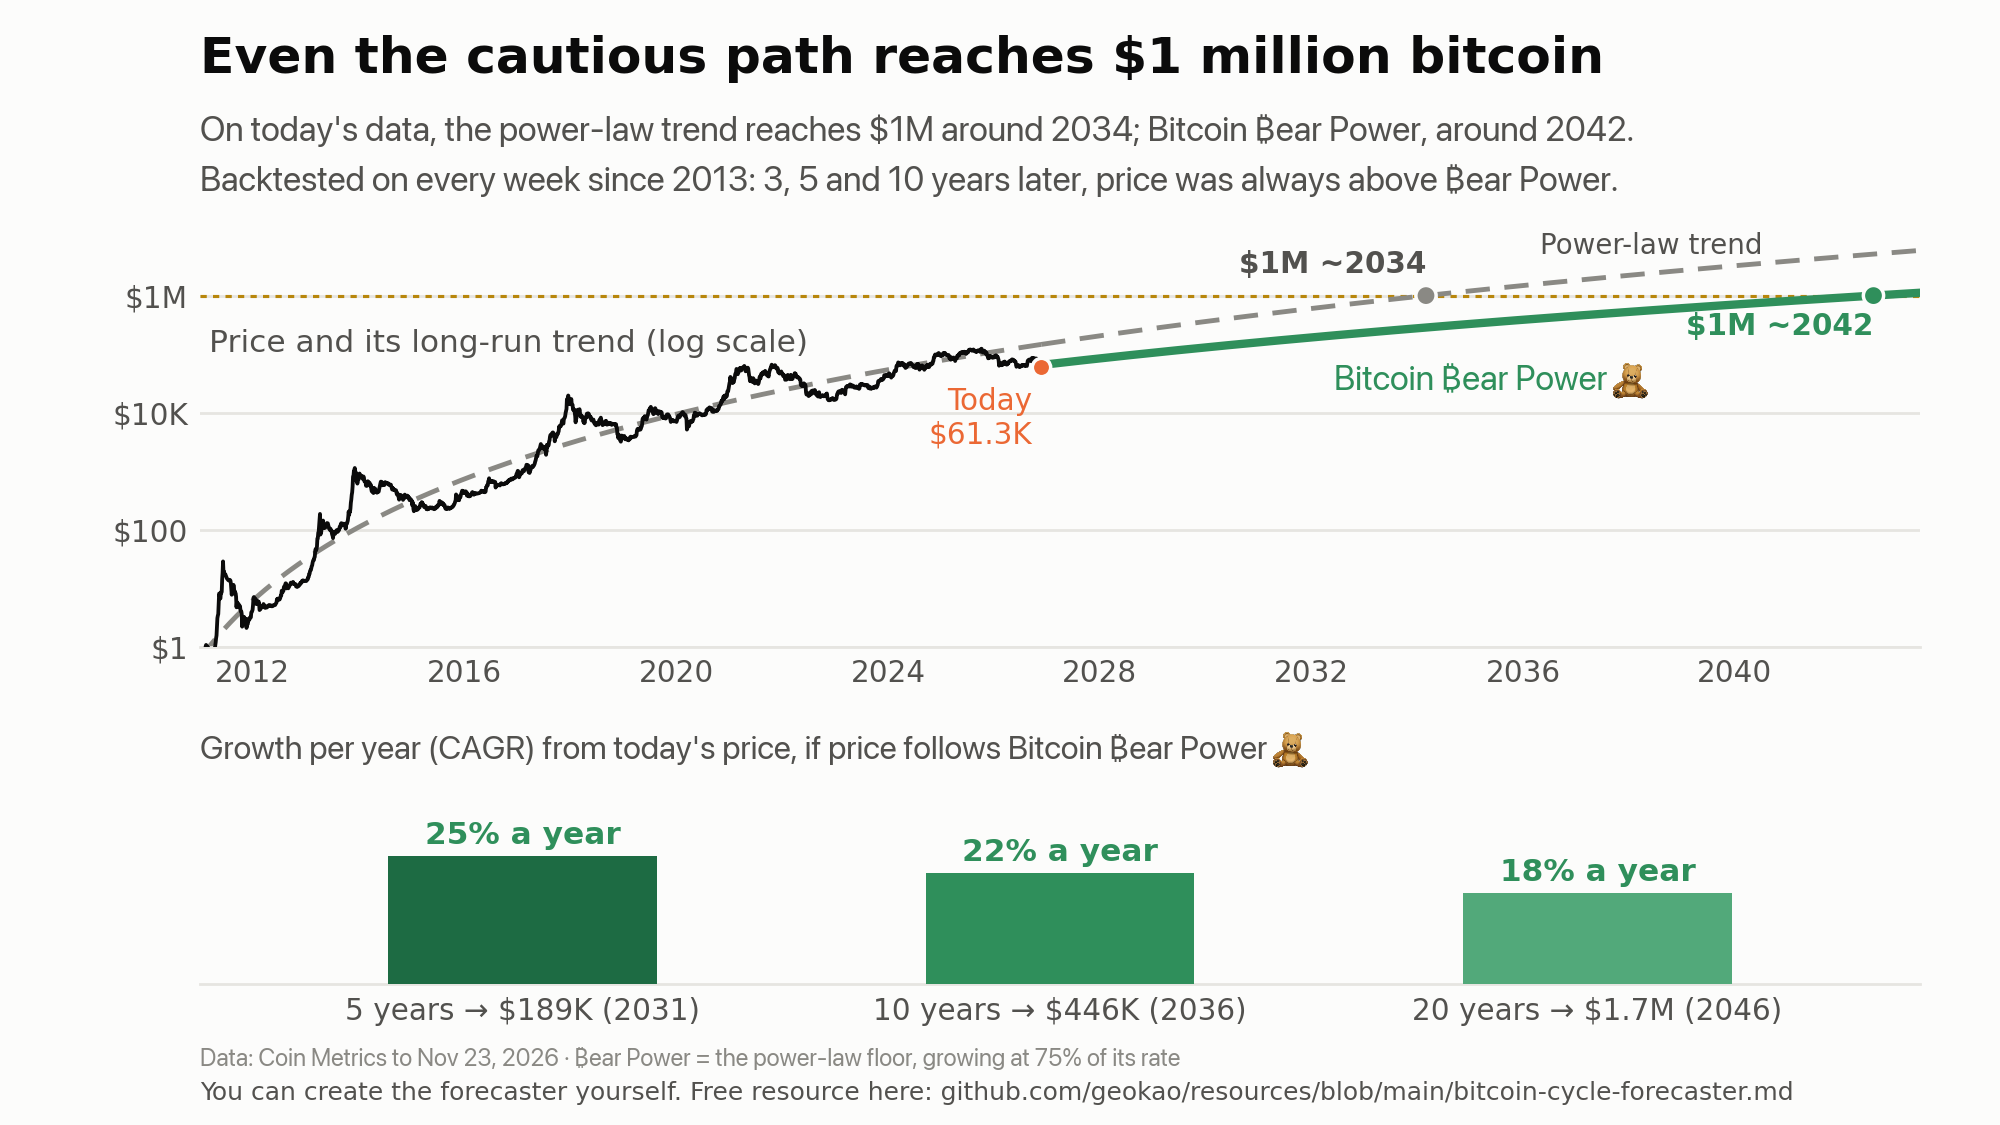 Even the cautious path reaches $1 million bitcoin
On today's data, the power-law trend reaches $1M around 2034; Bitcoin ₿ear Power, around 2042.
Backtested on every week since 2013: 3, 5 and 10 years later, price was always above ₿ear Power.
Power-law trend
$1M ~2034
$1M
Price and its long-run trend (log scale)
$1M ~2042
Bitcoin ₿ear Power
Today
$61.3K
$10K
$100
$1
2012 2016 2020 2024 2028 2032 2036 2040
Growth per year (CAGR) from today's price, if price follows Bitcoin ₿ear Power
25% a year
22% a year
18% a year
5 years → $189K (2031)
10 years → $446K (2036)
20 years → $1.7M (2046)
Data: Coin Metrics to Nov 23, 2026 · ₿ear Power = the power-law floor, growing at 75% of its rate
You can create the forecaster yourself. Free resource here: github.com/geokao/resources/blob/main/bitcoin-cycle-forecaster.md